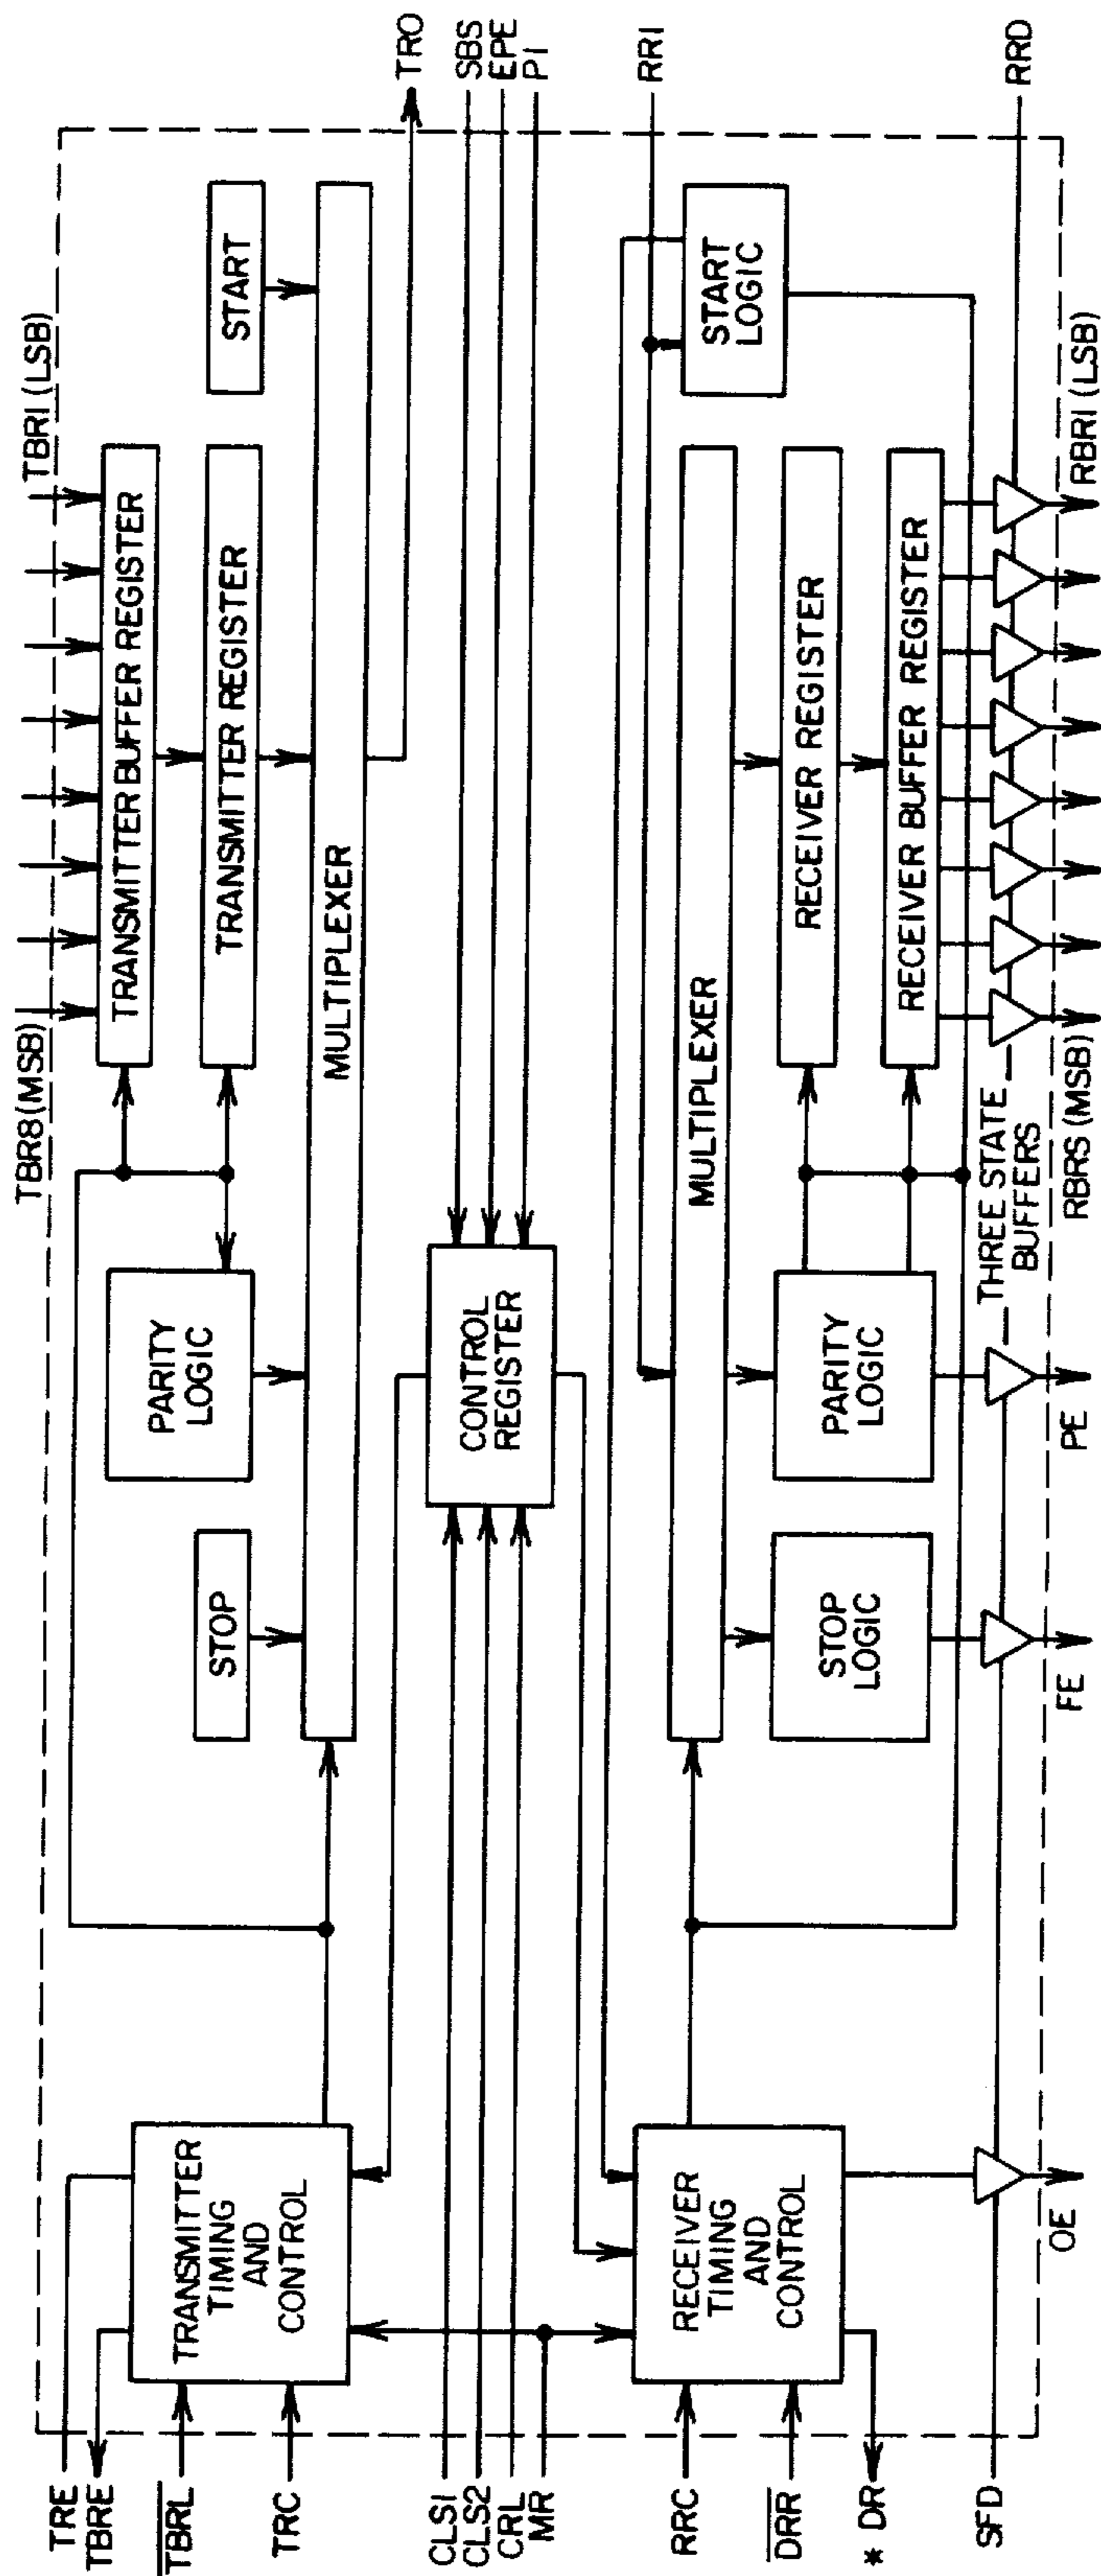 TBR8 (MSB)
TBR1 (LSB)
TRE
TBRE
TBRL
TRC
TRANSMITTER
TIMING
AND
CONTROL
STOP
PARITY
LOGIC
TRANSMITTER BUFFER REGISTER
TRANSMITTER REGISTER
START
MULTIPLEXER
TRO
CLS1
CLS2
CRL
MR
CONTROL
REGISTER
SBS
EPE
PI
RRI
RRC
DRR
* DR
SFD
RECEIVER
TIMING
AND
CONTROL
MULTIPLEXER
STOP
LOGIC
PARITY
LOGIC
RECEIVER REGISTER
RECEIVER BUFFER REGISTER
START
LOGIC
THREE STATE
BUFFERS
RRD
OE
FE
PE
RBRS (MSB)
RBR1 (LSB)